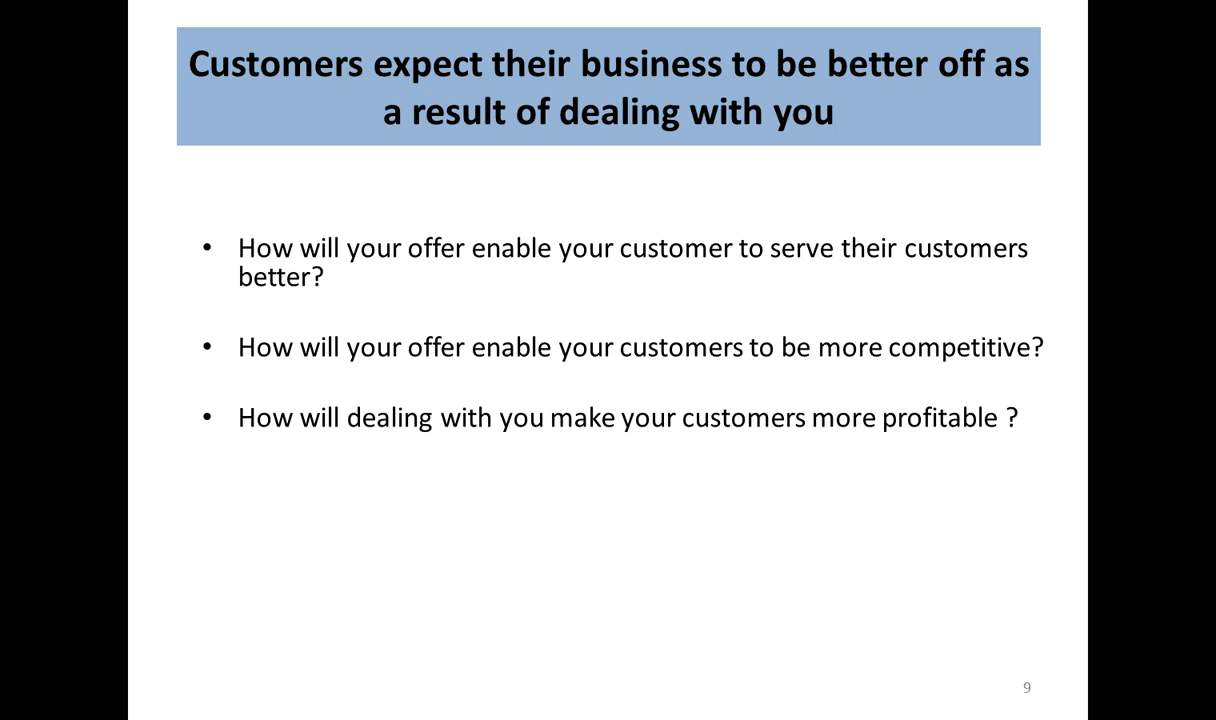 Customers expect their business to be better off as
a result of dealing with you
• How will your offer enable your customer to serve their customers
better?
• How will your offer enable your customers to be more competitive?
• How will dealing with you make your customers more profitable ?
9